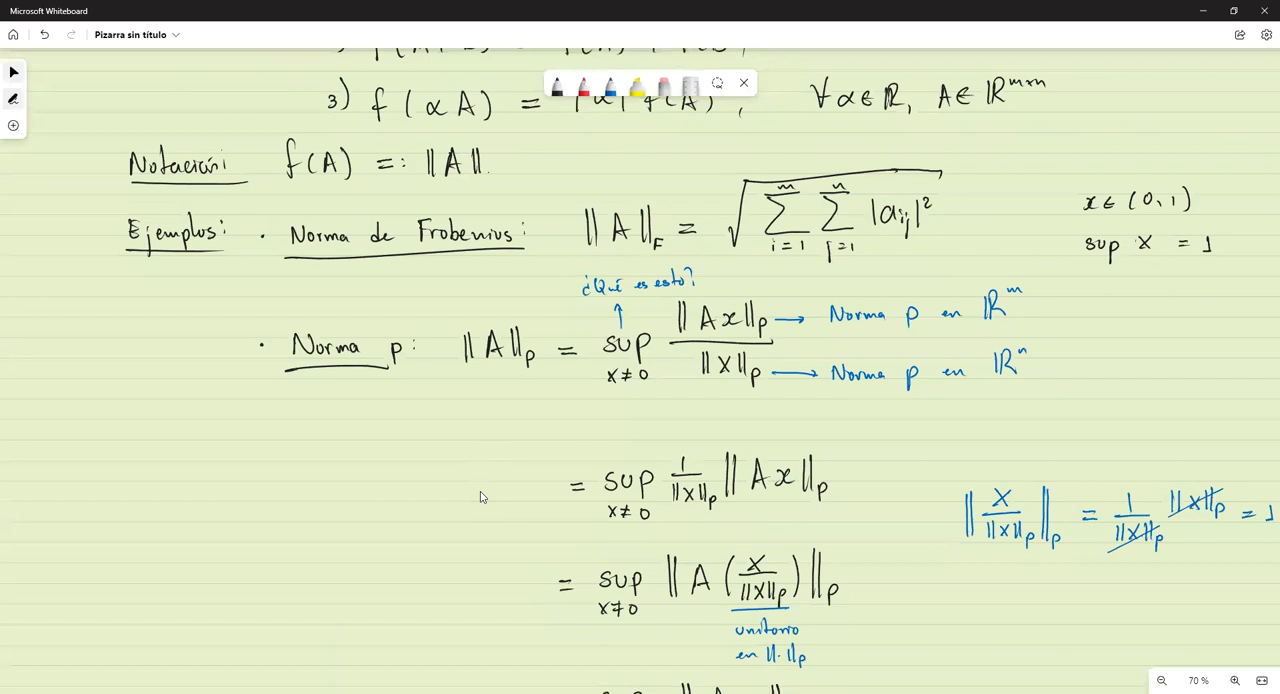 Microsoft Whiteboard
Pizarra sin título
3) f(αA) = |α| f(A), ∀α∈ℝ, A∈ℝ^{m×n}
Notación: f(A) =: ‖A‖.
Ejemplos: · Norma de Frobenius: ‖A‖_F = √(∑_{i=1}^{m} ∑_{j=1}^{n} |a_{ij}|²)
x∈(0,1)
sup x = 1
¿Qué es esto?
· Norma p: ‖A‖_p = sup_{x≠0} ‖Ax‖_p / ‖x‖_p
→ Norma p en ℝ^m
→ Norma p en ℝ^n
= sup_{x≠0} 1/‖x‖_p ‖Ax‖_p
‖x/‖x‖_p‖_p = 1/‖x‖_p ‖x‖_p = 1
= sup_{x≠0} ‖A(x/‖x‖_p)‖_p
unitario
en ‖·‖_p
70 %